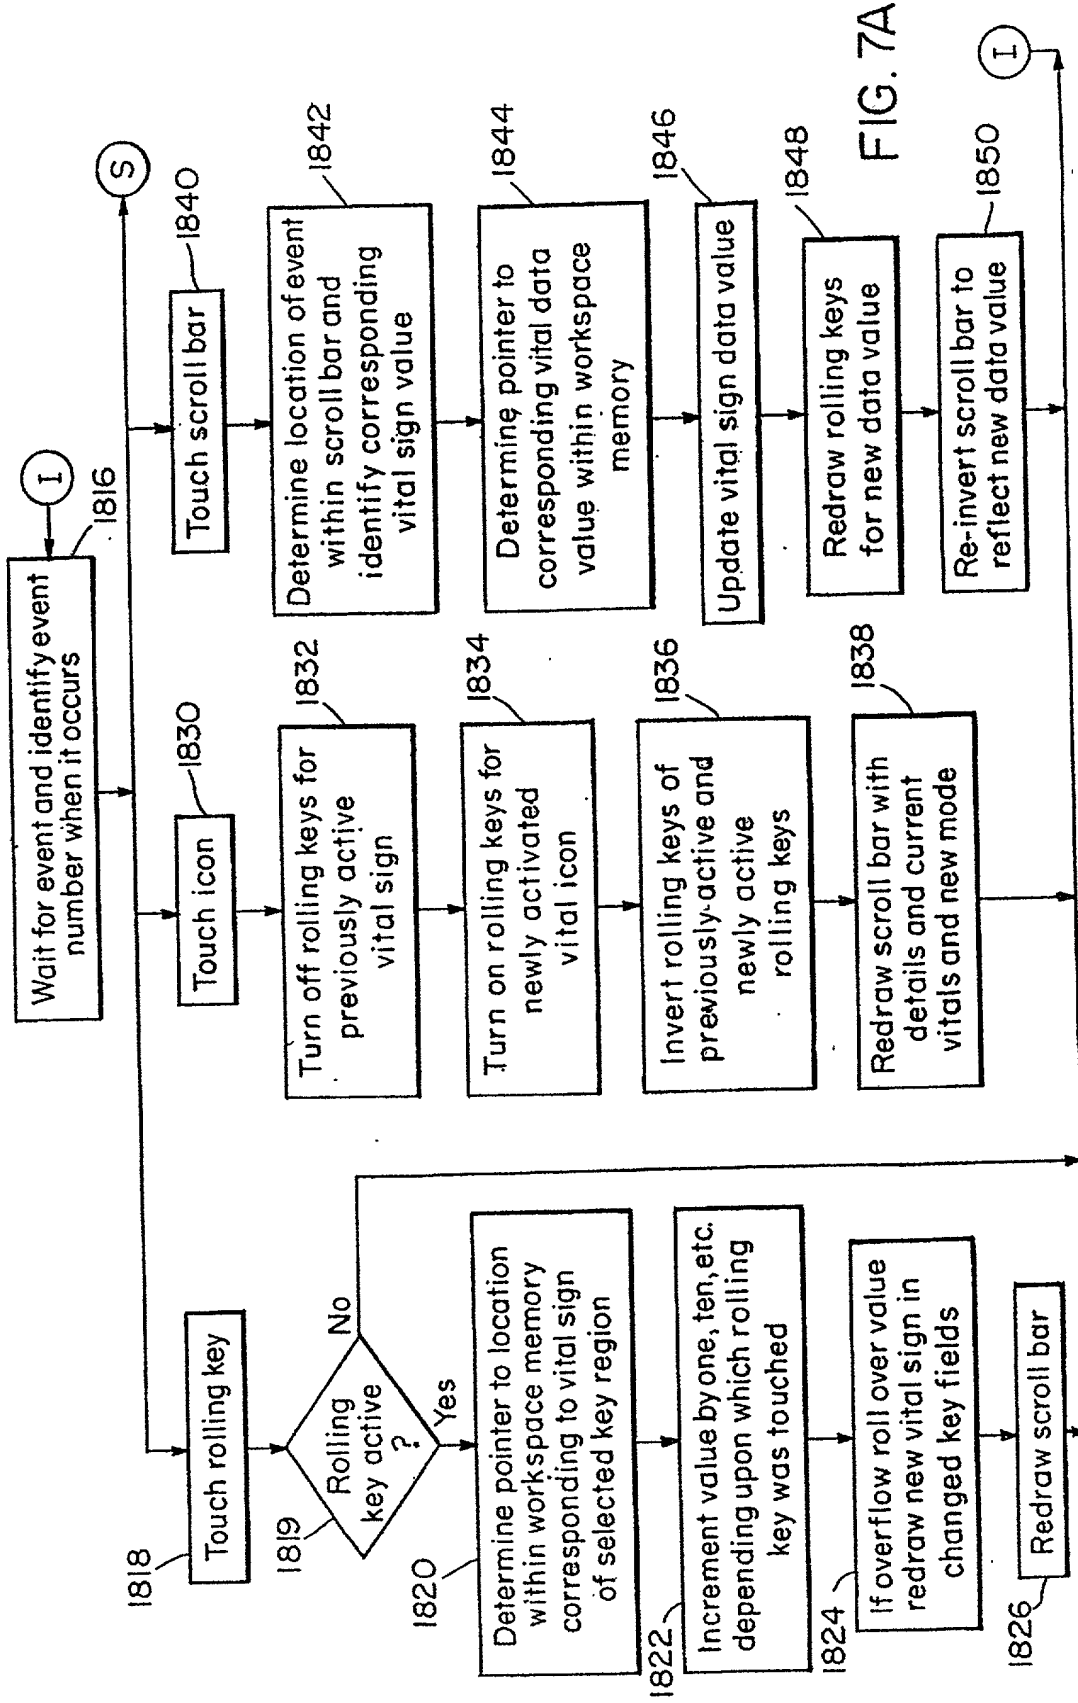 Wait for event and identify event
number when it occurs
I
1816
S
1818
Touch rolling key
1819
Rolling
key active
?
No
Yes
1820
Determine pointer to location
within workspace memory
corresponding to vital sign
of selected key region
1822
Increment value by one, ten, etc.
depending upon which rolling
key was touched
1824
If overflow roll over value
redraw new vital sign in
changed key fields
1826
Redraw scroll bar
1830
Touch icon
1832
Turn off rolling keys for
previously active
vital sign
1834
Turn on rolling keys for
newly activated
vital icon
1836
Invert rolling keys of
previously-active and
newly active
rolling keys
1838
Redraw scroll bar with
details and current
vitals and new mode
1840
Touch scroll bar
1842
Determine location of event
within scroll bar and
identify corresponding
vital sign value
1844
Determine pointer to
corresponding vital data
value within workspace
memory
1846
Update vital sign data value
1848
Redraw rolling keys
for new data value
1850
Re-invert scroll bar to
reflect new data value
I
FIG. 7A